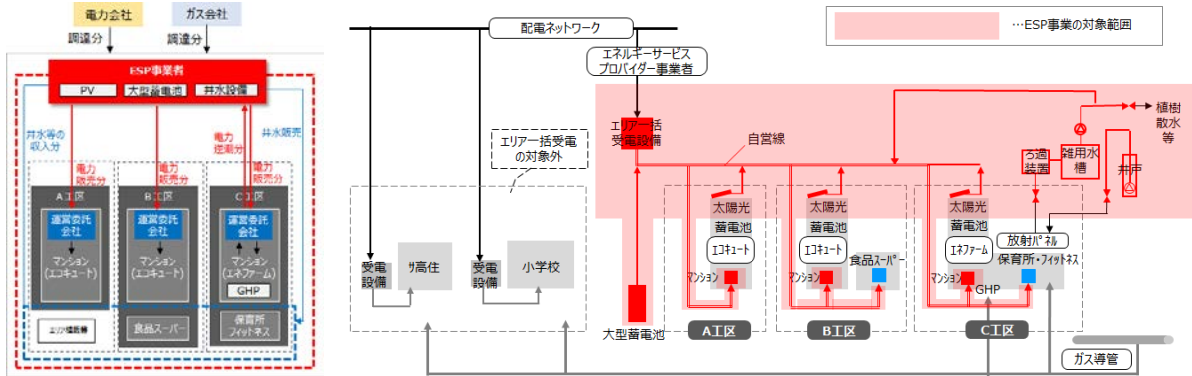 電力会社
ガス会社
調達分
調達分
ESP事業者
PV
大型蓄電池
井水設備
井水等の
収入分
電力
販売分
電力
販売分
電力
逆潮分
電力
販売分
井水販売
A工区
B工区
C工区
運営委託
会社
運営委託
会社
運営委託
会社
マンション
(エコキュート)
マンション
(エコキュート)
マンション
(エネファーム)
GHP
食品スーパー
保育所
フィットネス
配電ネットワーク
エネルギーサービス
プロバイダー事業者
…ESP事業の対象範囲
エリア一括
受電設備
自営線
エリア一括受電
の対象外
植樹
散水
等
ろ過
装置
雑用水
槽
井戸
太陽光
蓄電池
エコキュート
マンション
太陽光
蓄電池
エコキュート
マンション
食品スーパー
太陽光
蓄電池
エネファーム
マンション
放射パネル
保育所・フィットネス
GHP
受電
設備
サ高住
受電
設備
小学校
大型蓄電池
A工区
B工区
C工区
ガス導管